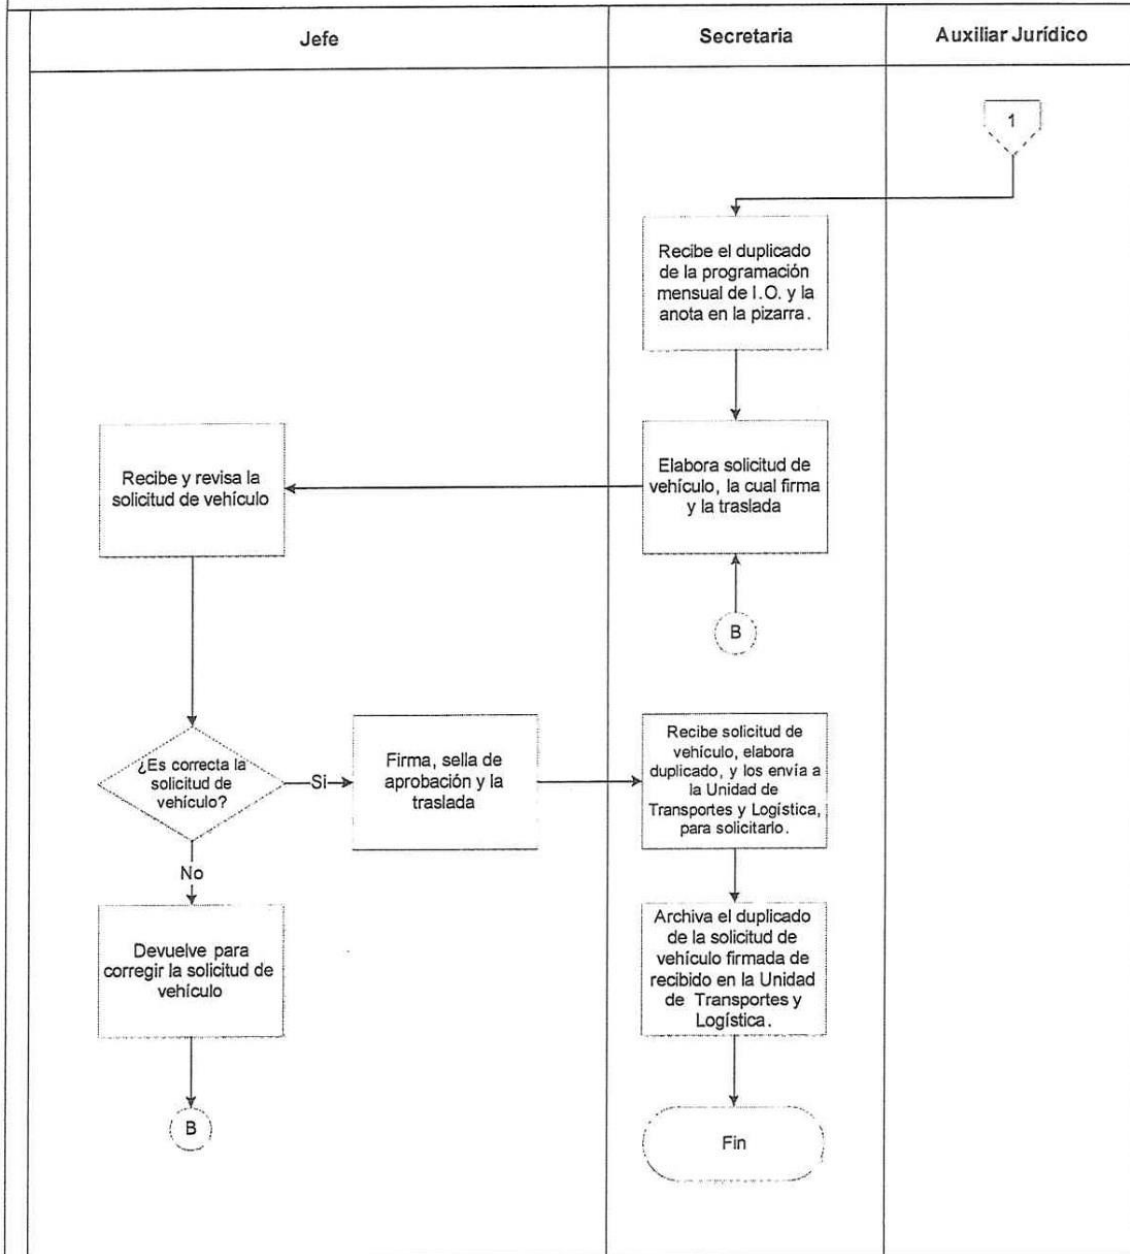 Jefe
Secretaria
Auxiliar Jurídico
1
Recibe el duplicado
de la programación
mensual de I.O. y la
anota en la pizarra.
Recibe y revisa la
solicitud de vehículo
Elabora solicitud de
vehículo, la cual firma
y la traslada
B
¿Es correcta la
solicitud de
vehículo?
Si
Firma, sella de
aprobación y la
traslada
Recibe solicitud de
vehículo, elabora
duplicado, y los envía a
la Unidad de
Transportes y Logística,
para solicitarlo.
No
Devuelve para
corregir la solicitud de
vehículo
Archiva el duplicado
de la solicitud de
vehículo firmada de
recibido en la Unidad
de Transportes y
Logística.
B
Fin